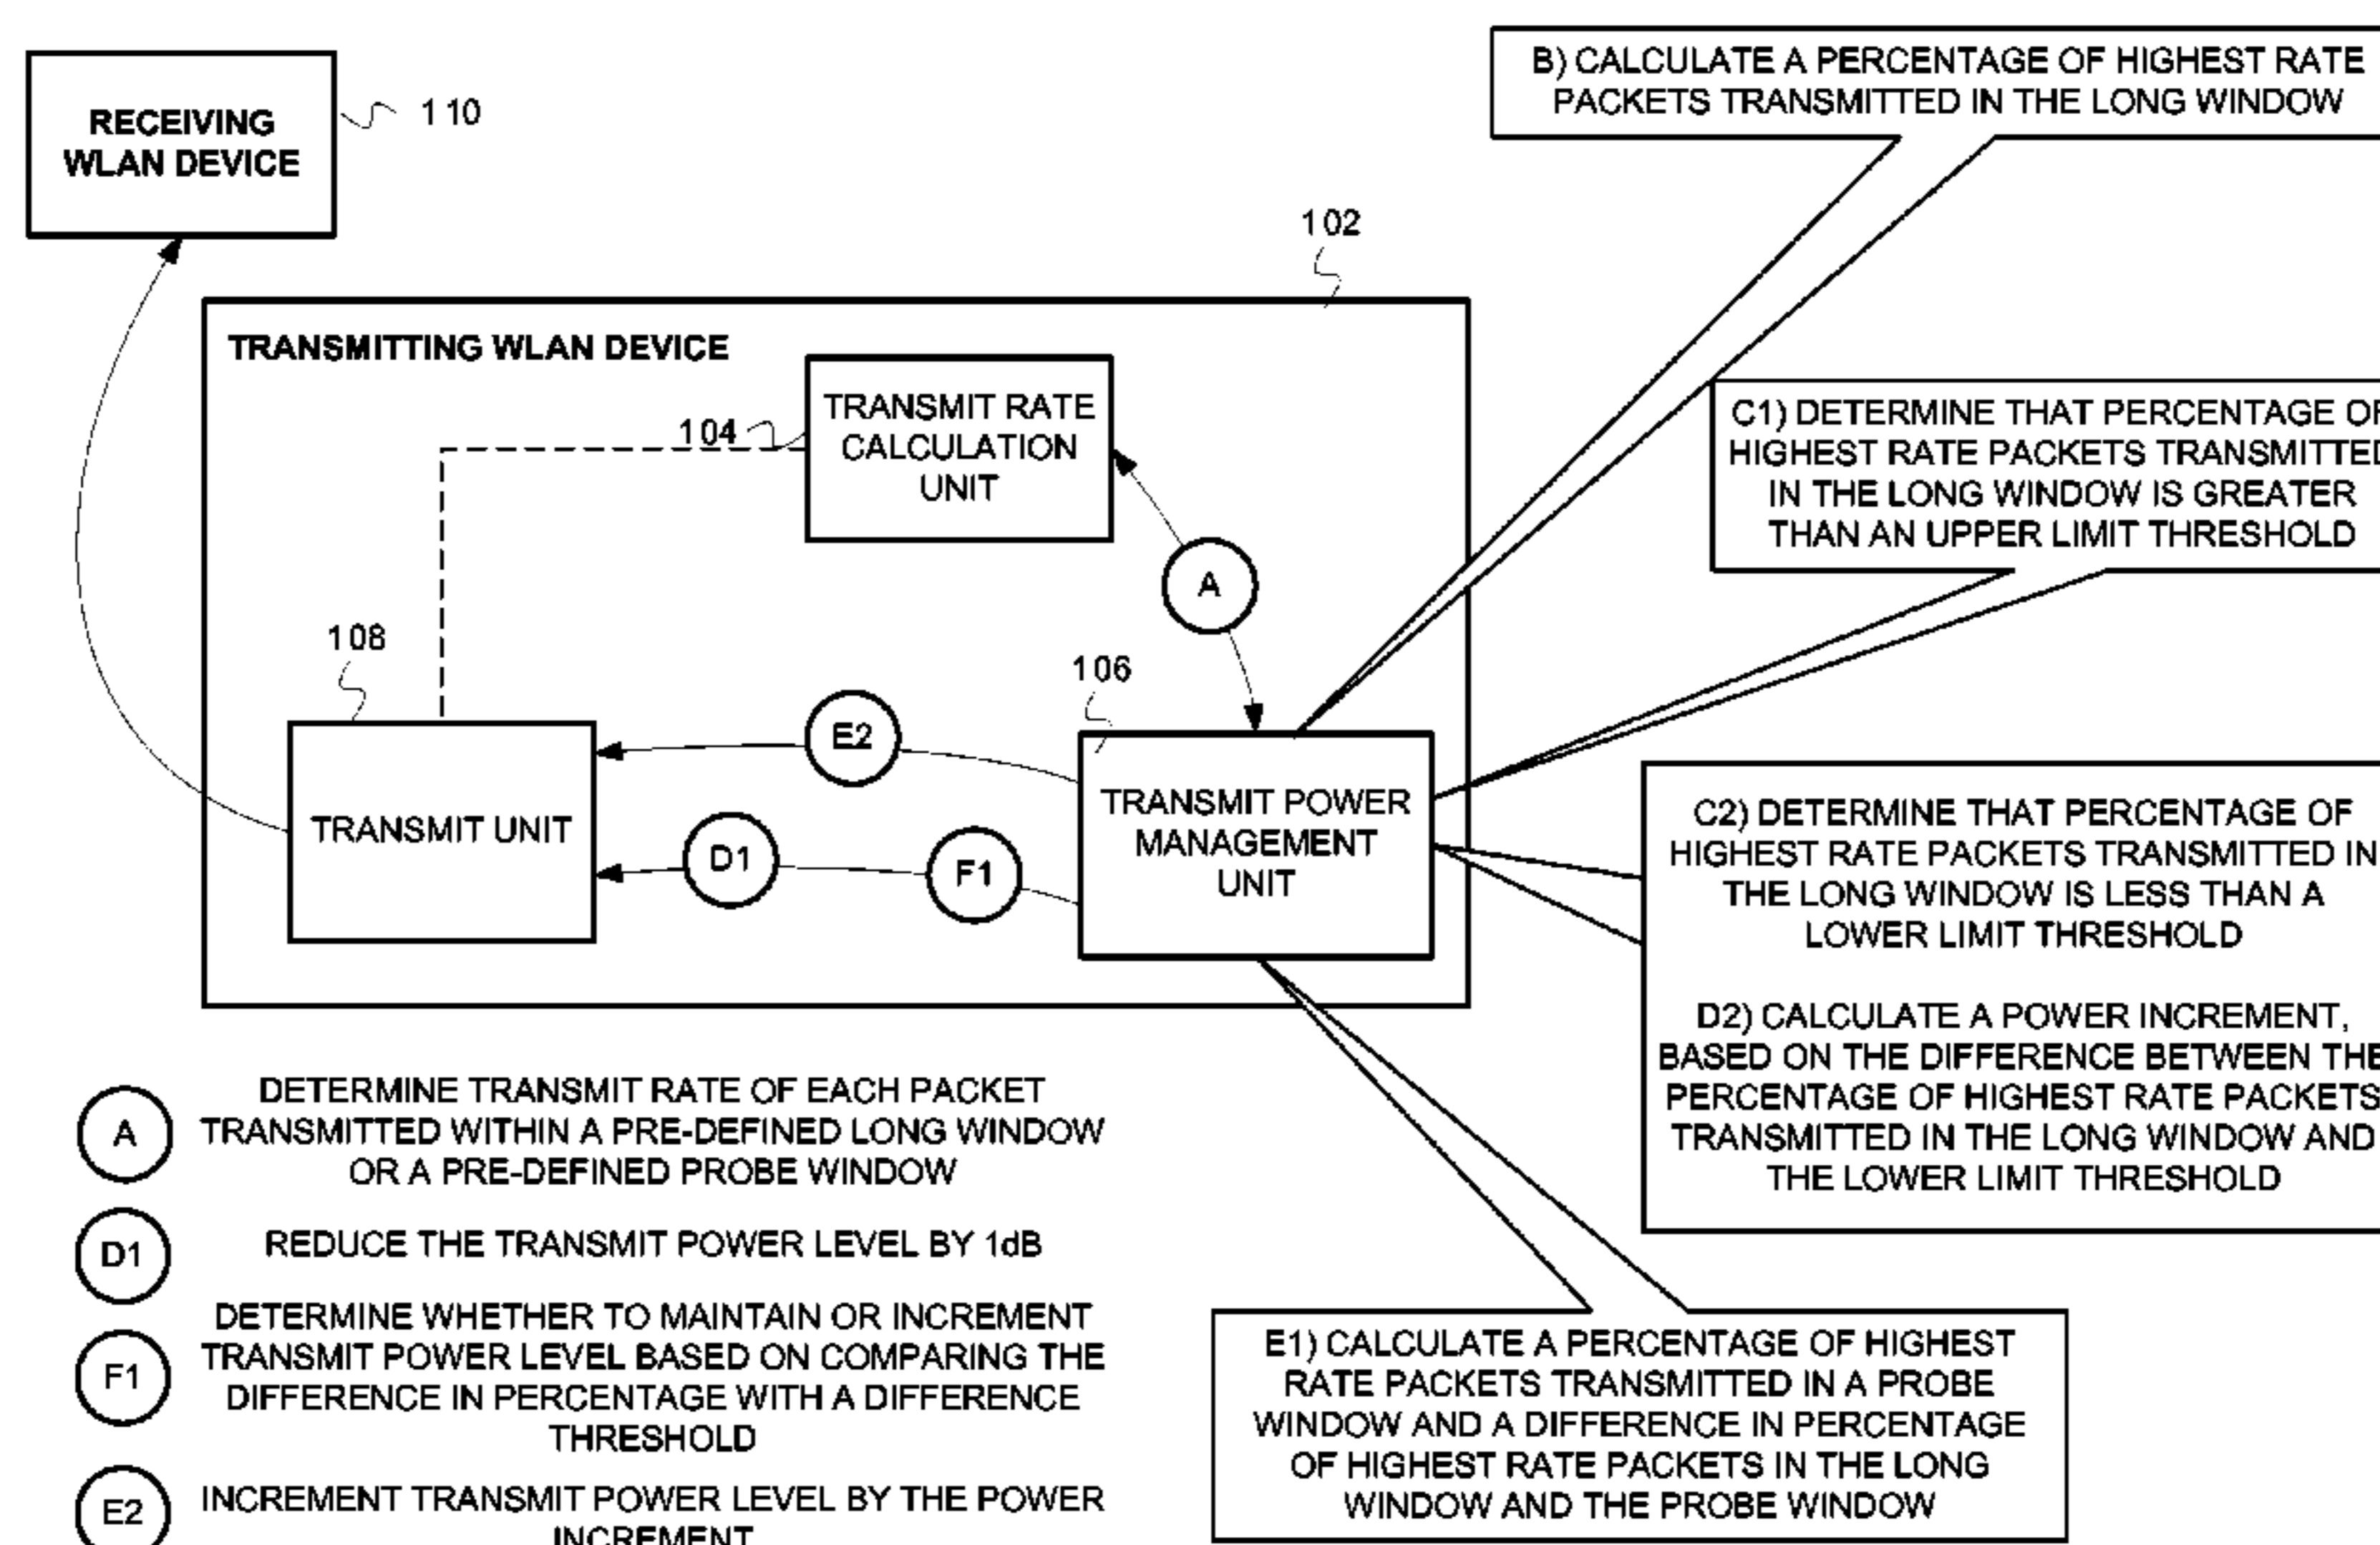 RECEIVING
WLAN DEVICE
110
B) CALCULATE A PERCENTAGE OF HIGHEST RATE
PACKETS TRANSMITTED IN THE LONG WINDOW
102
TRANSMITTING WLAN DEVICE
104
TRANSMIT RATE
CALCULATION
UNIT
C1) DETERMINE THAT PERCENTAGE OF
HIGHEST RATE PACKETS TRANSMITTED
IN THE LONG WINDOW IS GREATER
THAN AN UPPER LIMIT THRESHOLD
A
108
106
E2
TRANSMIT UNIT
D1
F1
TRANSMIT POWER
MANAGEMENT
UNIT
C2) DETERMINE THAT PERCENTAGE OF
HIGHEST RATE PACKETS TRANSMITTED IN
THE LONG WINDOW IS LESS THAN A
LOWER LIMIT THRESHOLD
D2) CALCULATE A POWER INCREMENT,
BASED ON THE DIFFERENCE BETWEEN THE
PERCENTAGE OF HIGHEST RATE PACKETS
TRANSMITTED IN THE LONG WINDOW AND
THE LOWER LIMIT THRESHOLD
A
DETERMINE TRANSMIT RATE OF EACH PACKET
TRANSMITTED WITHIN A PRE-DEFINED LONG WINDOW
OR A PRE-DEFINED PROBE WINDOW
D1
REDUCE THE TRANSMIT POWER LEVEL BY 1dB
F1
DETERMINE WHETHER TO MAINTAIN OR INCREMENT
TRANSMIT POWER LEVEL BASED ON COMPARING THE
DIFFERENCE IN PERCENTAGE WITH A DIFFERENCE
THRESHOLD
E2
INCREMENT TRANSMIT POWER LEVEL BY THE POWER
INCREMENT
E1) CALCULATE A PERCENTAGE OF HIGHEST
RATE PACKETS TRANSMITTED IN A PROBE
WINDOW AND A DIFFERENCE IN PERCENTAGE
OF HIGHEST RATE PACKETS IN THE LONG
WINDOW AND THE PROBE WINDOW